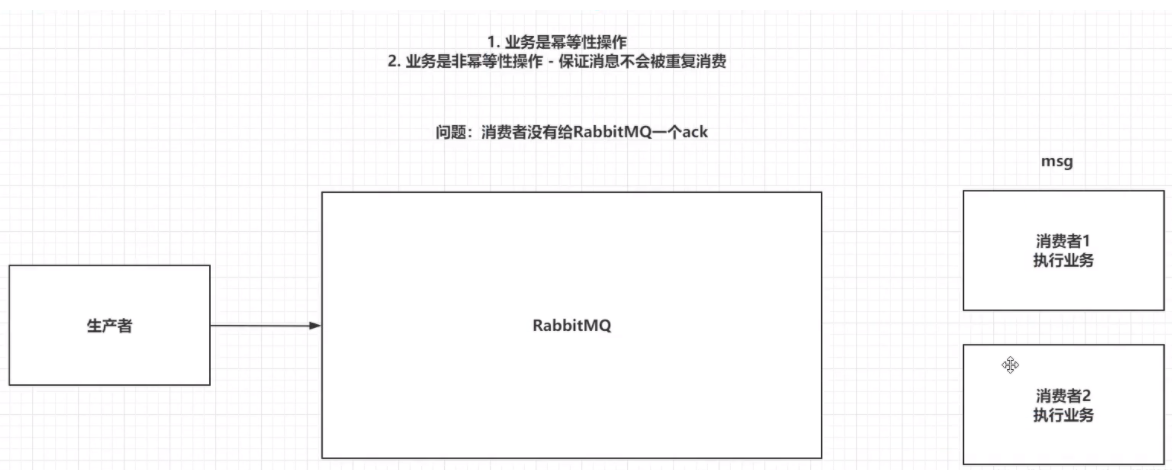 1. 业务是幂等性操作
2. 业务是非幂等性操作 - 保证消息不会被重复消费
问题：消费者没有给RabbitMQ一个ack
msg
生产者
RabbitMQ
消费者1
执行业务
消费者2
执行业务